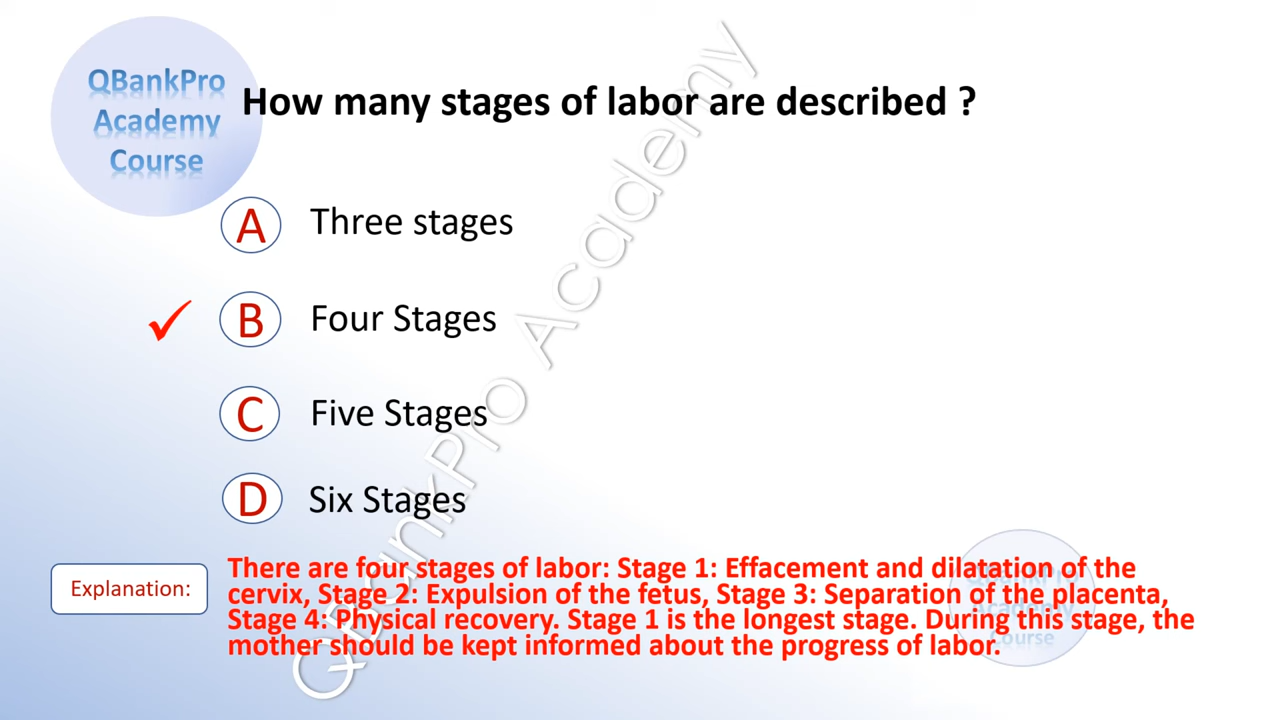 QBankPro
Academy
Course
How many stages of labor are described ?
A Three stages
B Four Stages
C Five Stages
D Six Stages
Explanation:
There are four stages of labor: Stage 1: Effacement and dilatation of the
cervix, Stage 2: Expulsion of the fetus, Stage 3: Separation of the placenta,
Stage 4: Physical recovery. Stage 1 is the longest stage. During this stage, the
mother should be kept informed about the progress of labor.
QBankPro Academy
QBankPro
Academy
Course